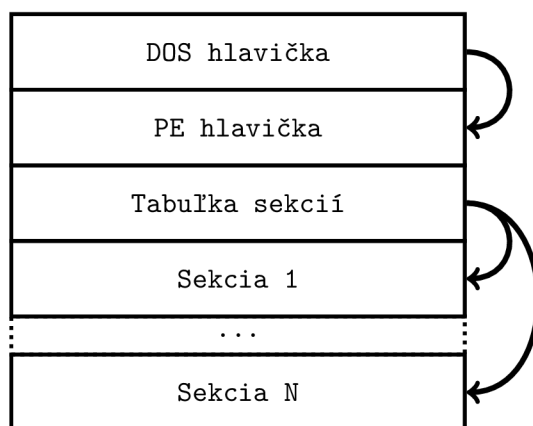 DOS hlavička
PE hlavička
Tabuľka sekcií
Sekcia 1
...
Sekcia N